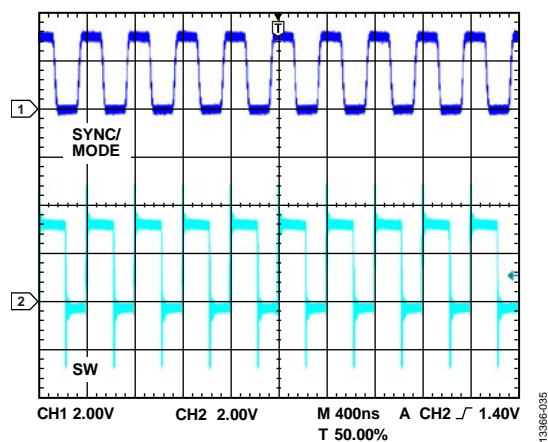 T
1
SYNC/
MODE
2
SW
CH1 2.00V CH2 2.00V M 400ns A CH2 1.40V
T 50.00%
13366-035